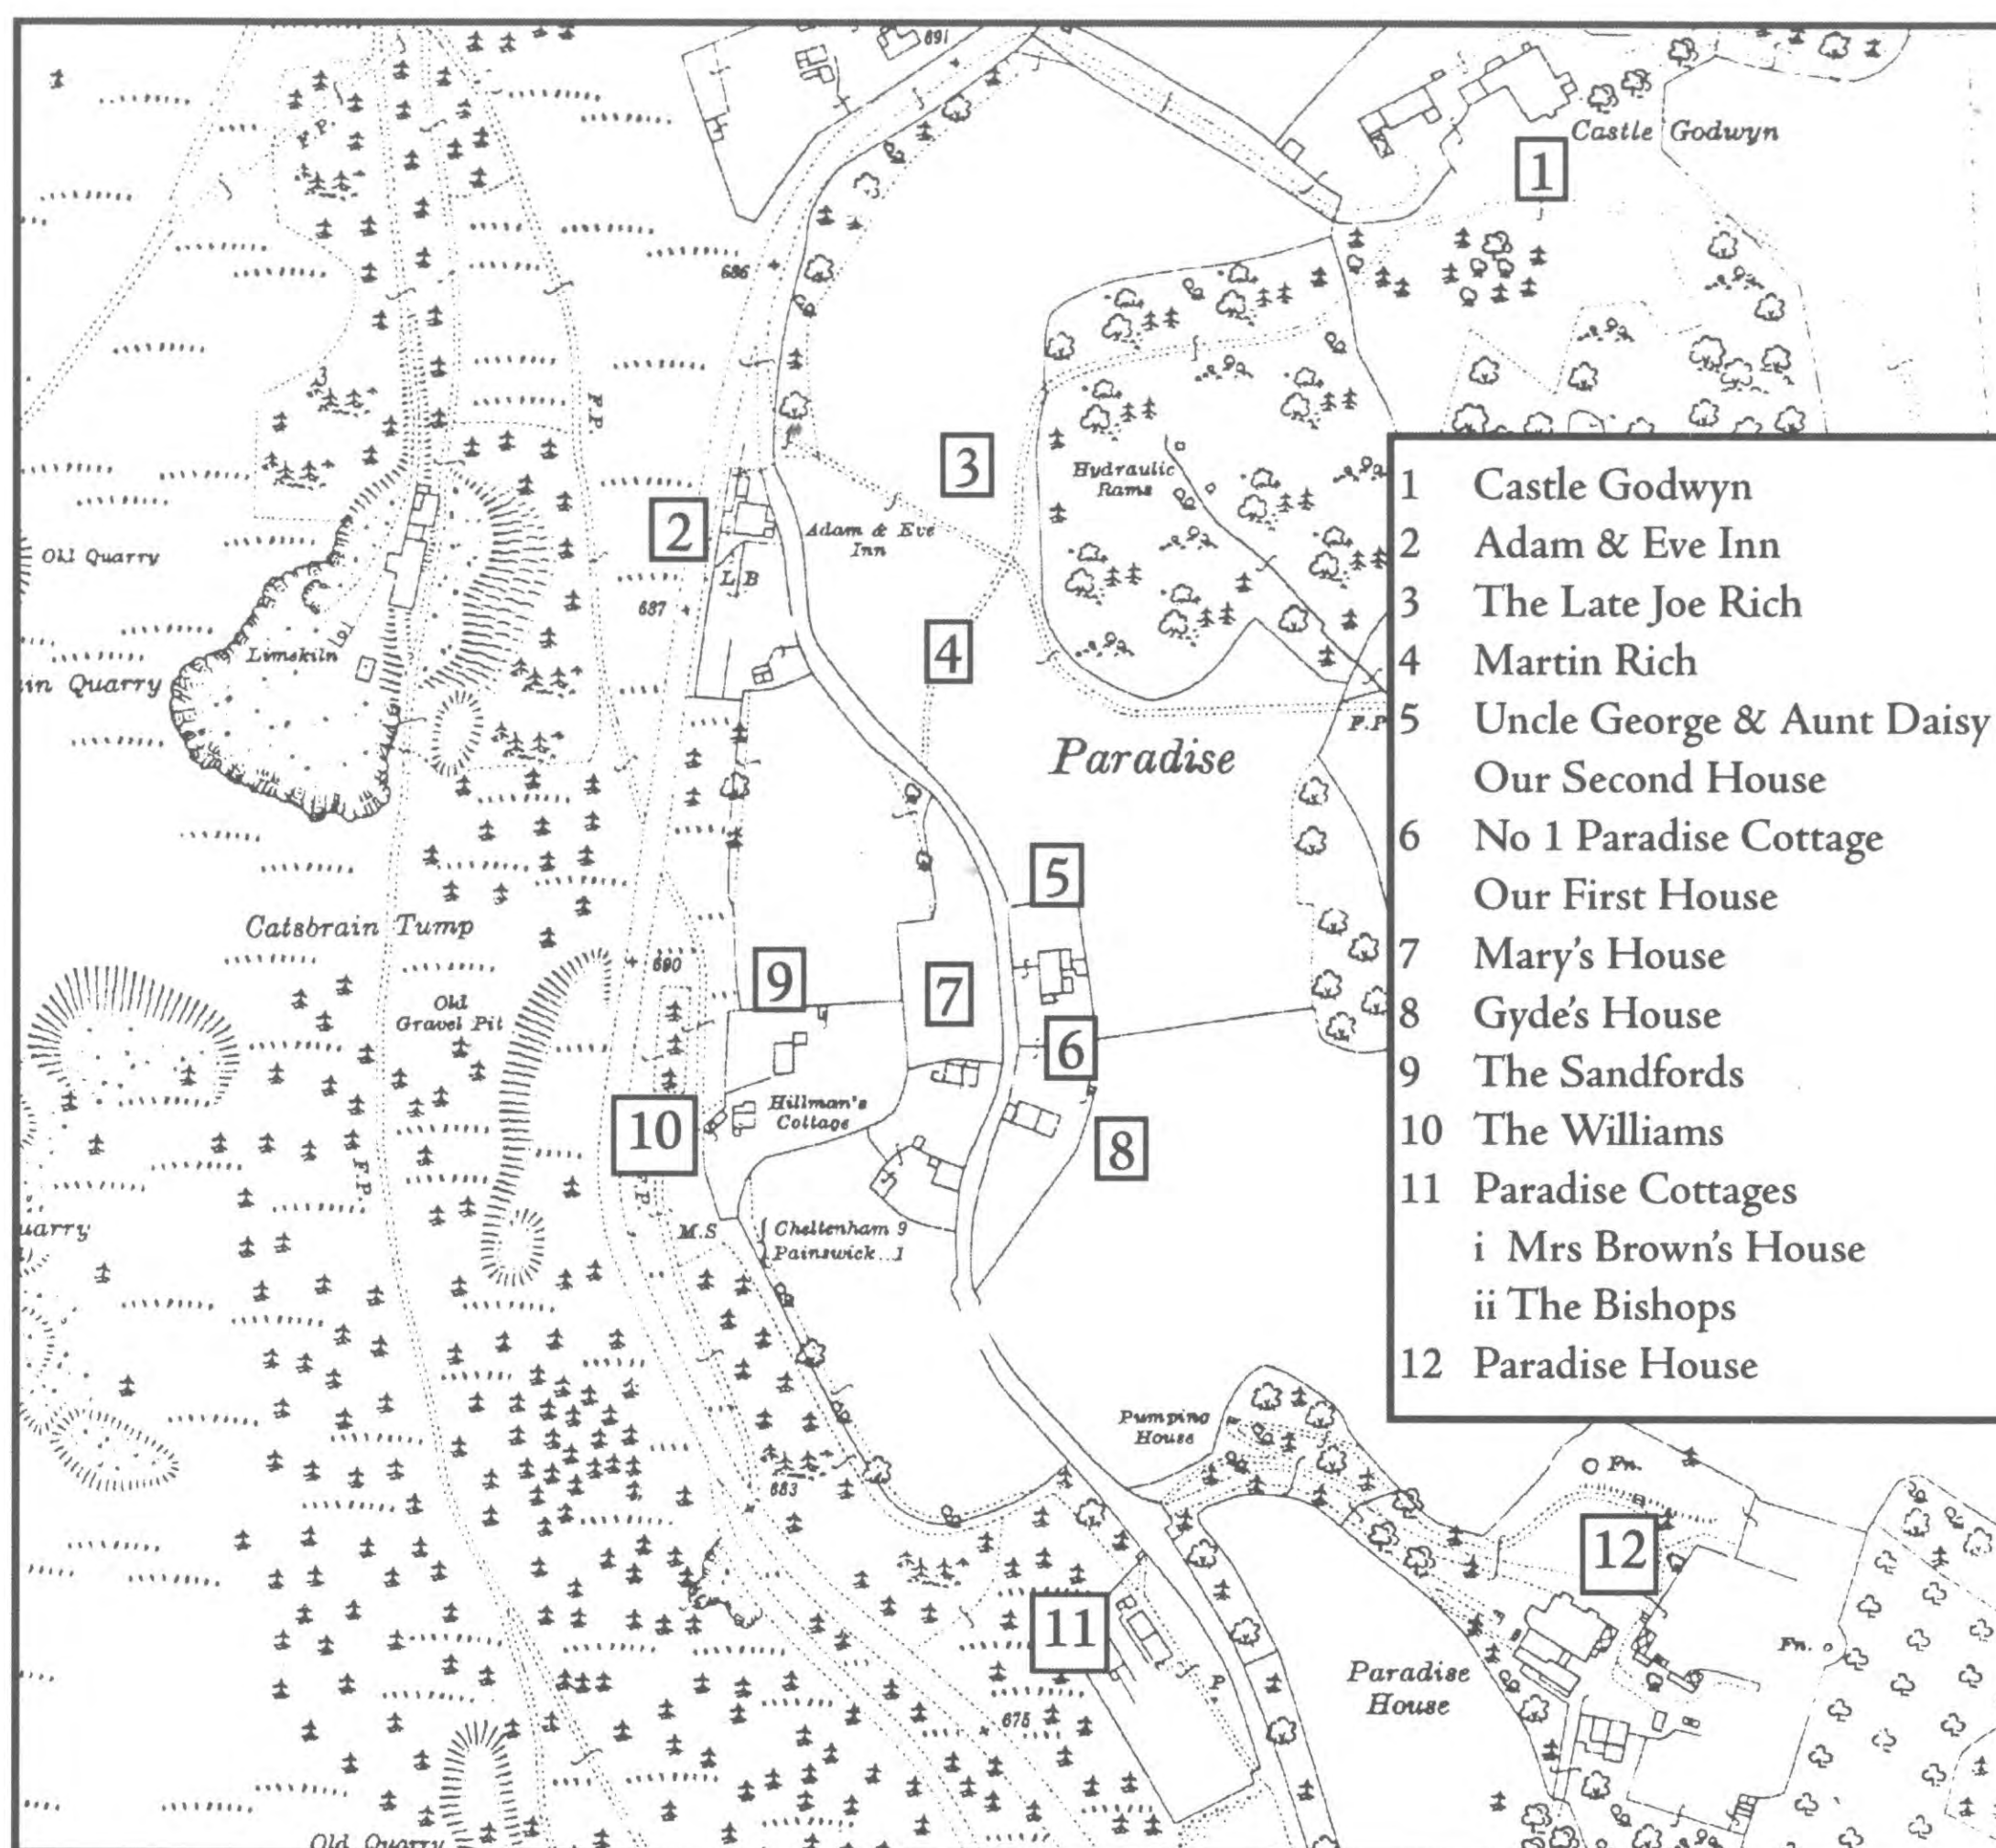 691
Castle Godwyn
1
686
F.P.
F.P.
3
Hydraulic
Rams
2
Adam & Eve
Inn
L B
Old Quarry
687
4
Limekiln
in Quarry
F.P
Paradise
1 Castle Godwyn
2 Adam & Eve Inn
3 The Late Joe Rich
4 Martin Rich
5 Uncle George & Aunt Daisy
Our Second House
6 No 1 Paradise Cottage
Our First House
7 Mary's House
8 Gyde's House
9 The Sandfords
10 The Williams
11 Paradise Cottages
i Mrs Brown's House
ii The Bishops
12 Paradise House
5
Catsbrain Tump
690
9
7
Old
Gravel Pit
6
Hillman's
Cottage
10
8
F.P.
F.P.
uarry
M.S
Cheltenham 9
Painswick..1
Pumping
House
683
Fn.
12
11
Fn.
Paradise
House
P.
675
Old Quarry